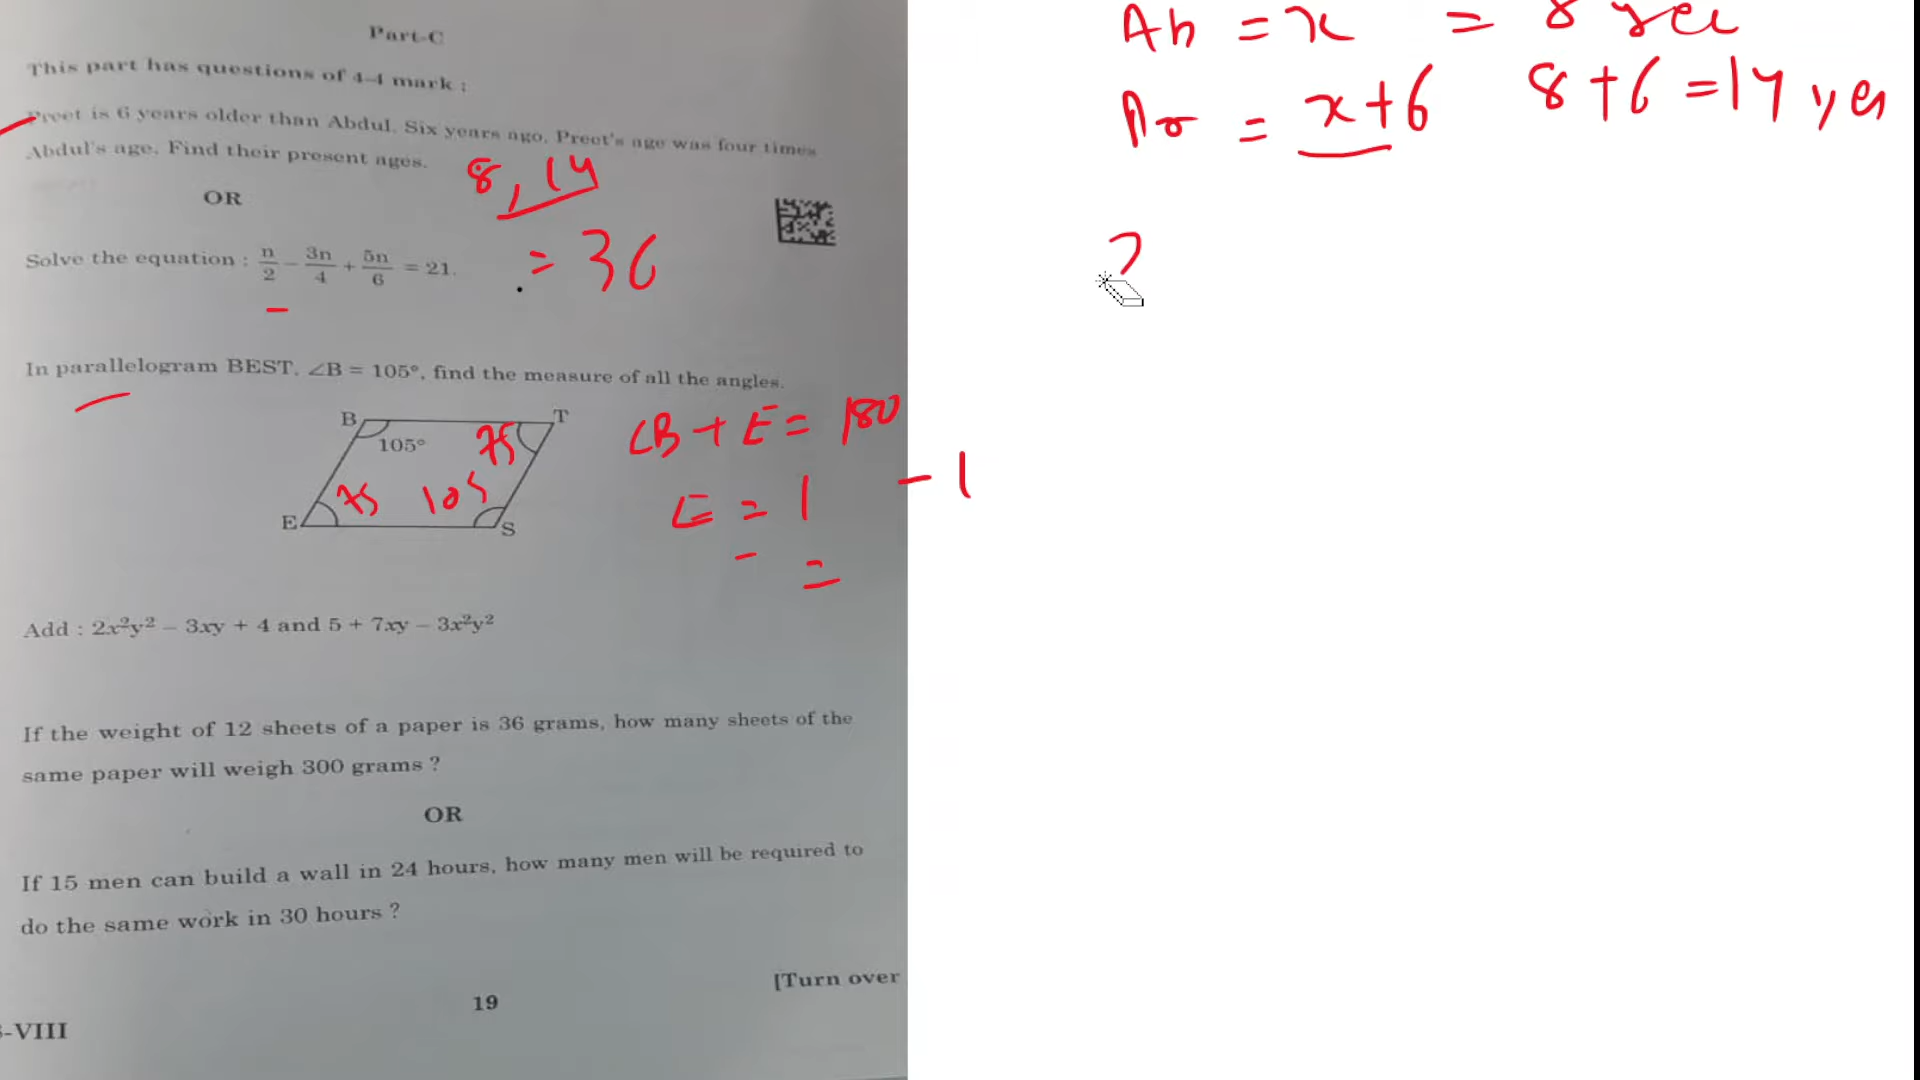 Part-C
This part has questions of 4-4 mark :
Preet is 6 years older than Abdul. Six years ago, Preet's age was four times
Abdul's age. Find their present ages.
8, 14
OR
Solve the equation : n/2 − 3n/4 + 5n/6 = 21.
= 36
In parallelogram BEST, ∠B = 105°, find the measure of all the angles.
B T
105° 75
75 105
E S
∠B + E = 180
E = 1 - 1
=
Add : 2x²y² − 3xy + 4 and 5 + 7xy − 3x²y²
If the weight of 12 sheets of a paper is 36 grams, how many sheets of the
same paper will weigh 300 grams ?
OR
If 15 men can build a wall in 24 hours, how many men will be required to
do the same work in 30 hours ?
[Turn over
19
-VIII
Ab = x = 8
= x+6 8+6=14
2